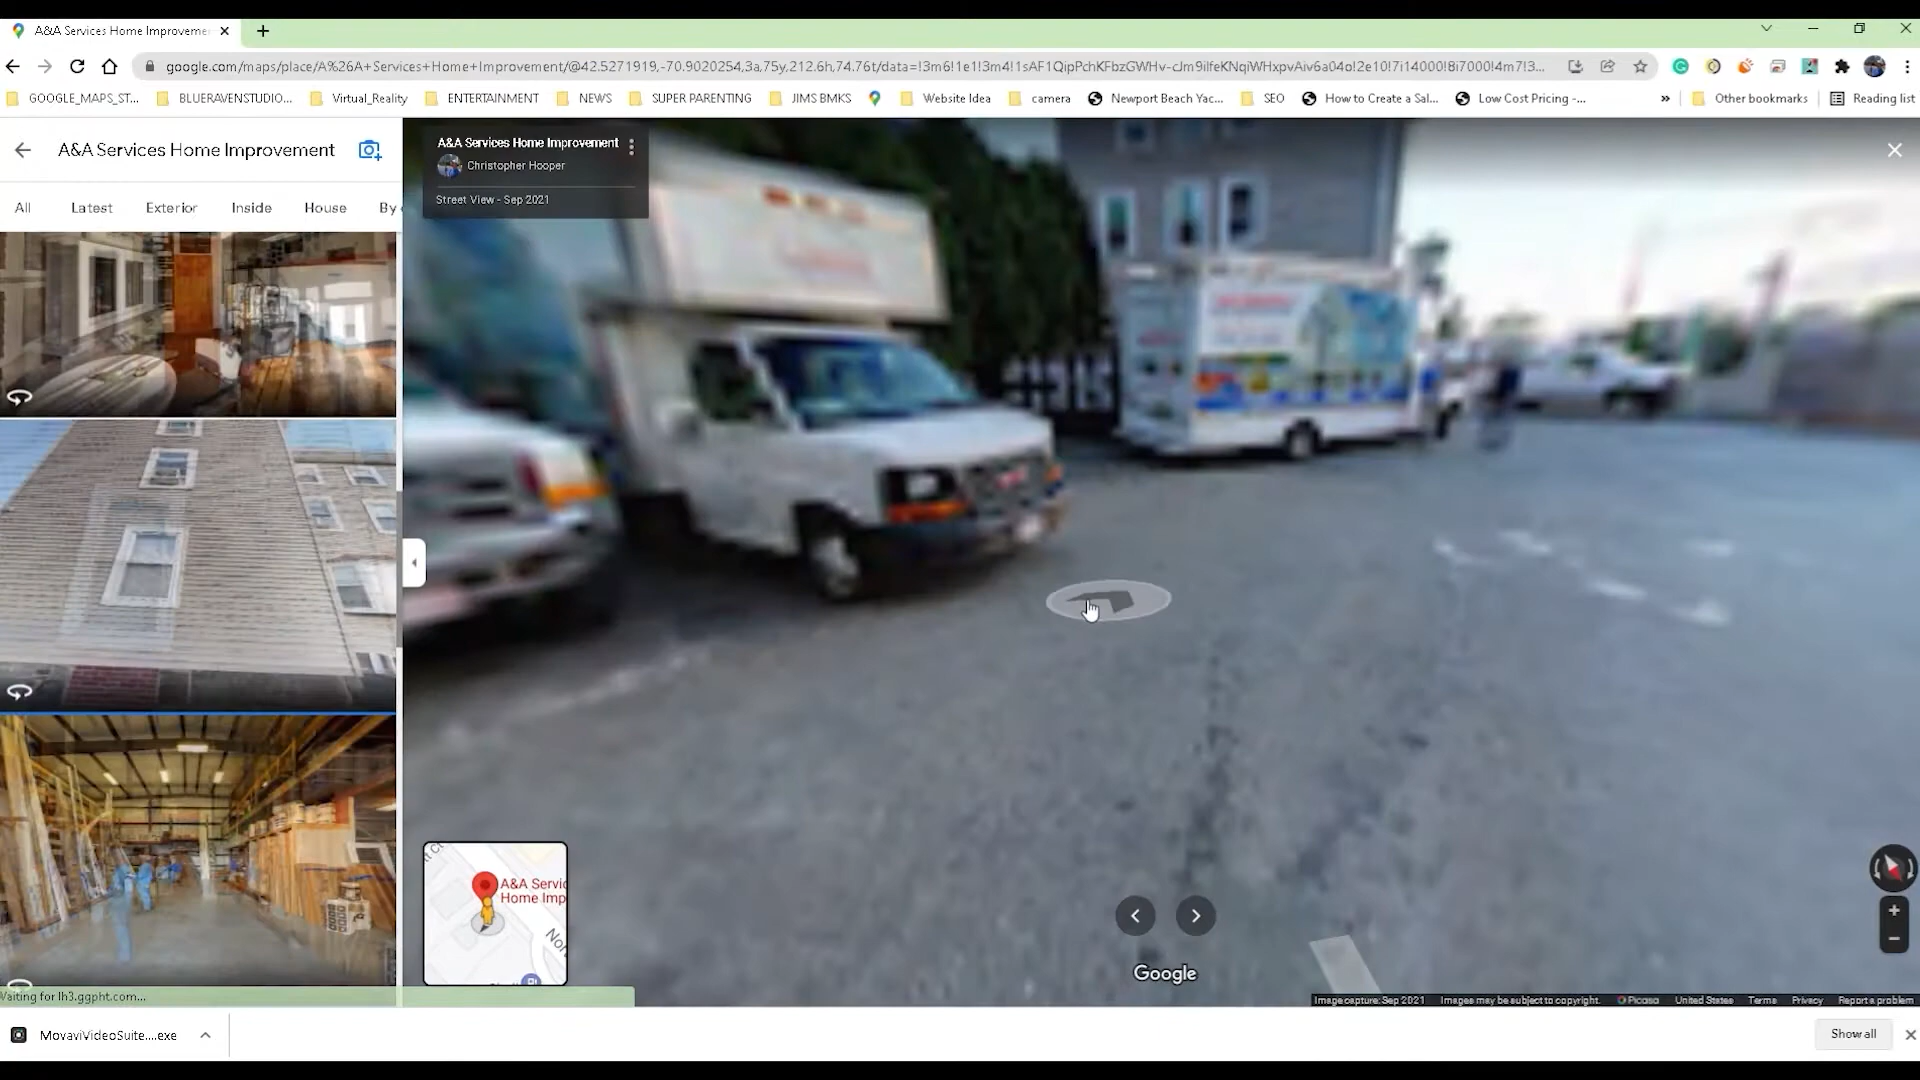 A&A Services Home Improveme
google.com/maps/place/A%26A+Services+Home+Improvement/@42.5271919,-70.9020254,3a,75y,212.6h,74.76t/data=!3m6!1e1!3m4!1sAF1QipPchKFbzGWHv-cJm9ilfeKNqiWHxpvAiv6a04o!2e10!7i14000!8i7000!4m7!3...
GOOGLE_MAPS_ST... BLUERAVENSTUDIO... Virtual_Reality ENTERTAINMENT NEWS SUPER PARENTING JIMS BMKS Website Idea camera Newport Beach Yac... SEO How to Create a Sal... Low Cost Pricing -... » Other bookmarks Reading list
A&A Services Home Improvement
All Latest Exterior Inside House By
A&A Services Home Improvement
Christopher Hooper
Street View - Sep 2021
A&A Servic
Home Imp
Google
Waiting for lh3.ggpht.com...
Image capture: Sep 2021 Images may be subject to copyright. Picasa United States Terms Privacy Report a problem
MovaviVideoSuite....exe
Show all